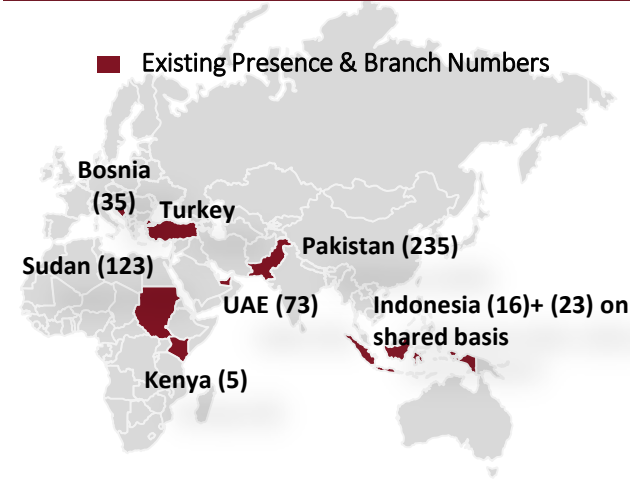 Existing Presence & Branch Numbers
Bosnia
(35)
Turkey
Pakistan (235)
Sudan (123)
UAE (73)
Indonesia (16)+ (23) on
shared basis
Kenya (5)